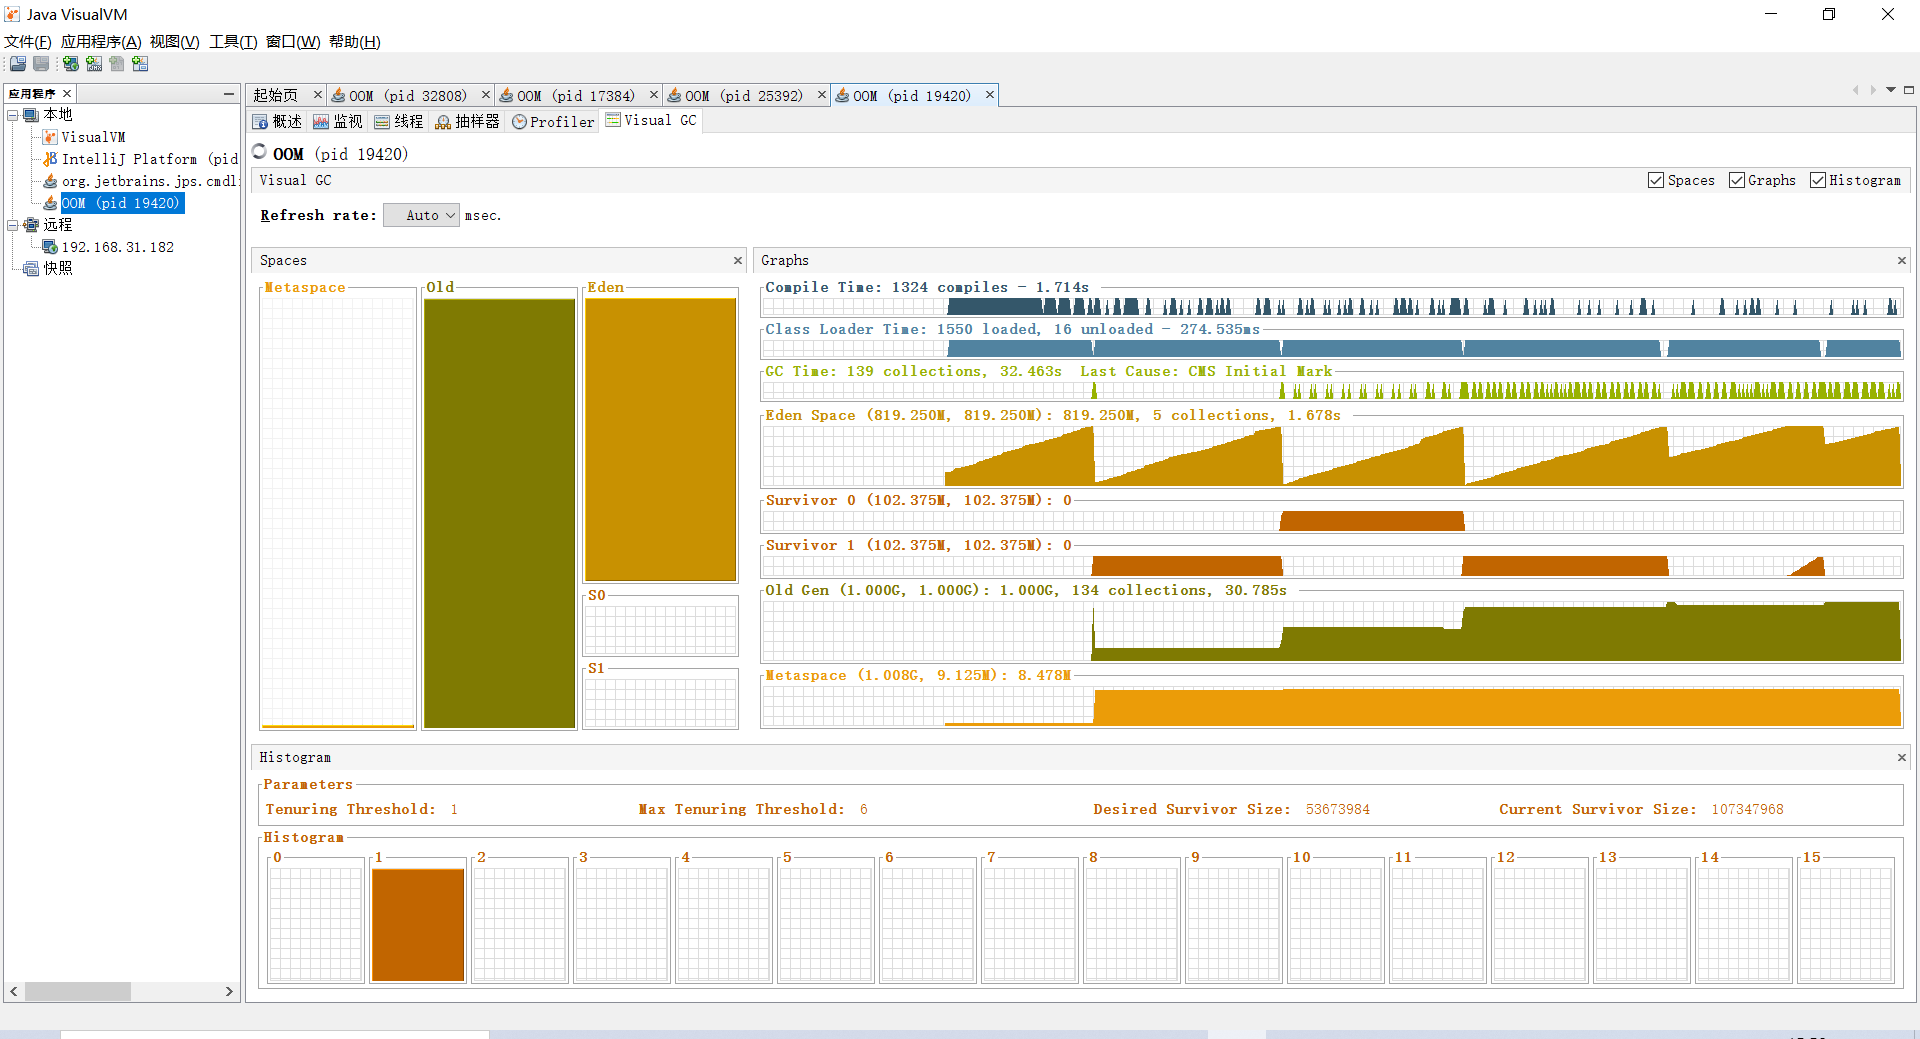 Java VisualVM
文件(F) 应用程序(A) 视图(V) 工具(T) 窗口(W) 帮助(H)
应用程序
本地
VisualVM
IntelliJ Platform (pid
org.jetbrains.jps.cmdl
OOM (pid 19420)
远程
192.168.31.182
快照
起始页 OOM (pid 32808) OOM (pid 17384) OOM (pid 25392) OOM (pid 19420)
概述 监视 线程 抽样器 Profiler Visual GC
OOM (pid 19420)
Visual GC Spaces Graphs Histogram
Refresh rate: Auto msec.
Spaces
Metaspace Old Eden
S0
S1
Graphs
Compile Time: 1324 compiles - 1.714s
Class Loader Time: 1550 loaded, 16 unloaded - 274.535ms
GC Time: 139 collections, 32.463s Last Cause: CMS Initial Mark
Eden Space (819.250M, 819.250M): 819.250M, 5 collections, 1.678s
Survivor 0 (102.375M, 102.375M): 0
Survivor 1 (102.375M, 102.375M): 0
Old Gen (1.000G, 1.000G): 1.000G, 134 collections, 30.785s
Metaspace (1.008G, 9.125M): 8.478M
Histogram
Parameters
Tenuring Threshold: 1 Max Tenuring Threshold: 6 Desired Survivor Size: 53673984 Current Survivor Size: 107347968
Histogram
0 1 2 3 4 5 6 7 8 9 10 11 12 13 14 15